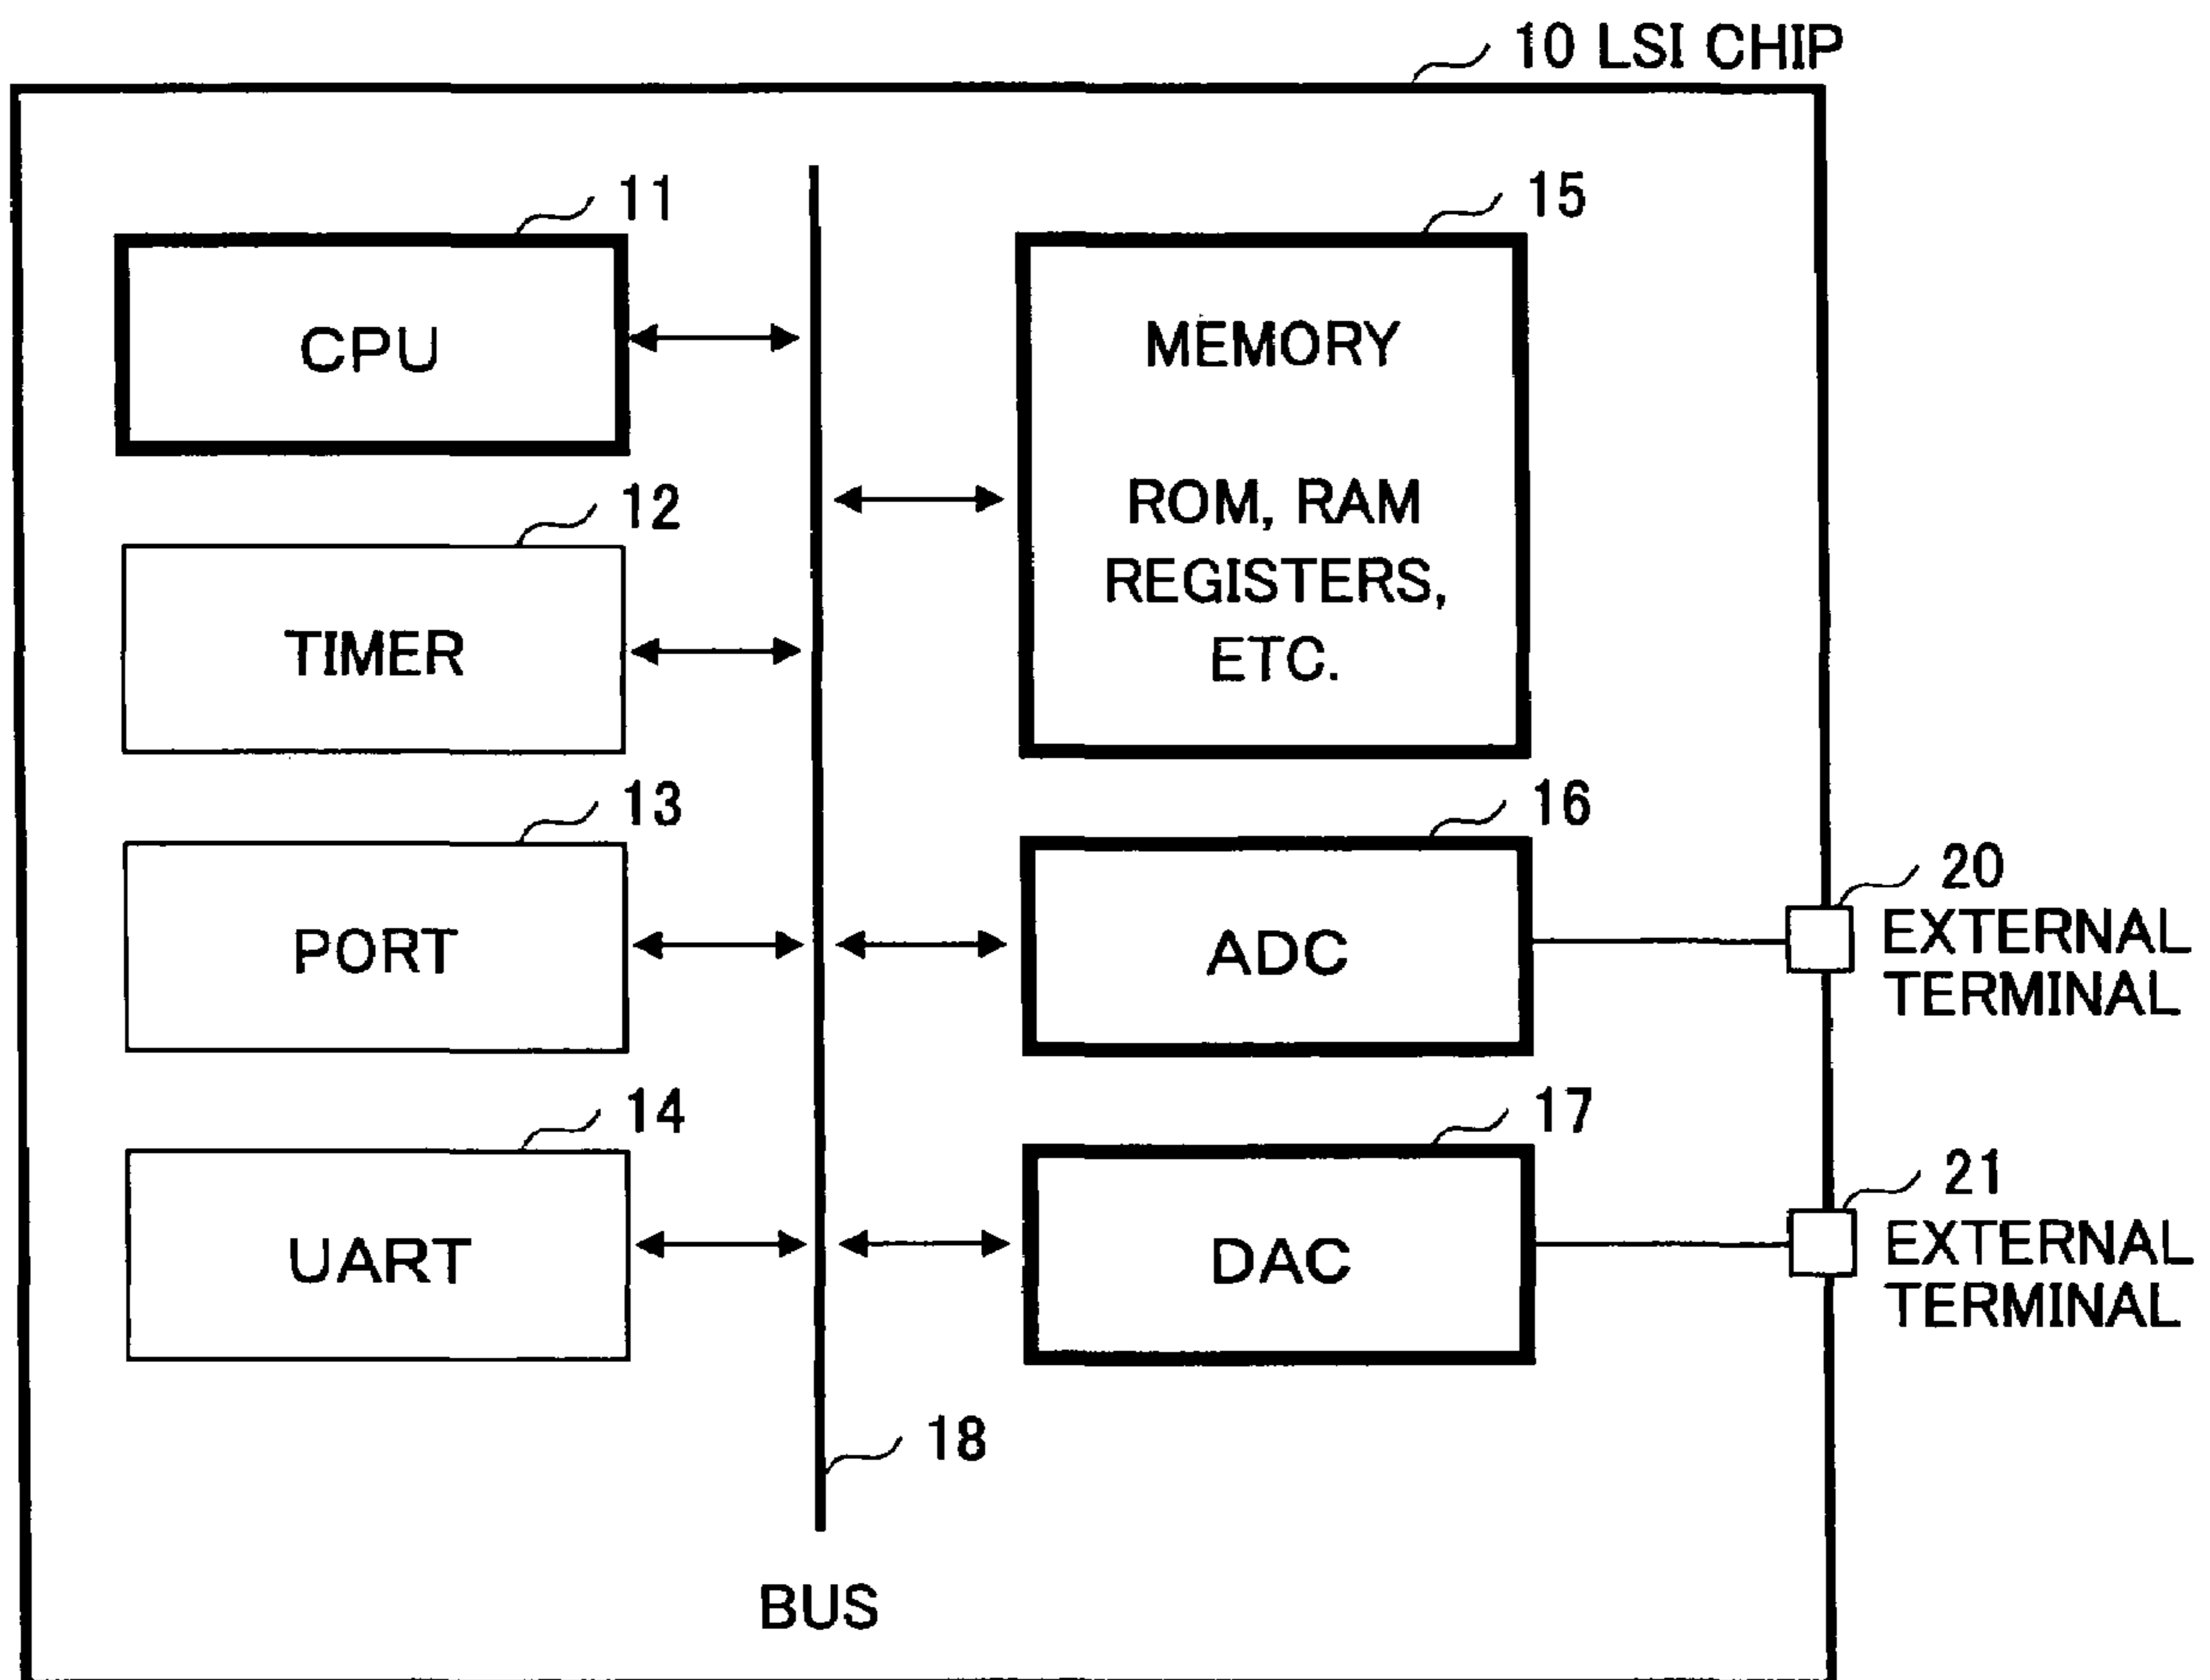 10 LSI CHIP
11
CPU
12
TIMER
13
PORT
14
UART
15
MEMORY
ROM, RAM
REGISTERS,
ETC.
16
ADC
17
DAC
18
BUS
20
EXTERNAL
TERMINAL
21
EXTERNAL
TERMINAL